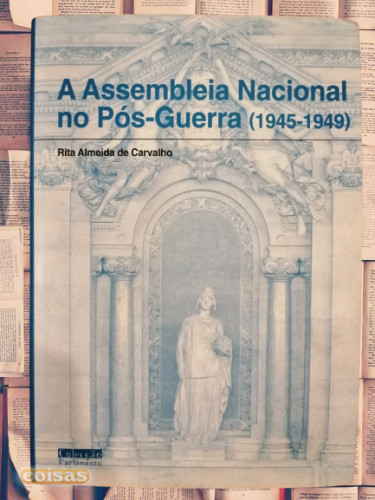 A Assembleia Nacional
no Pós-Guerra (1945-1949)
Rita Almeida de Carvalho
Colecção
Parlamento
coisas